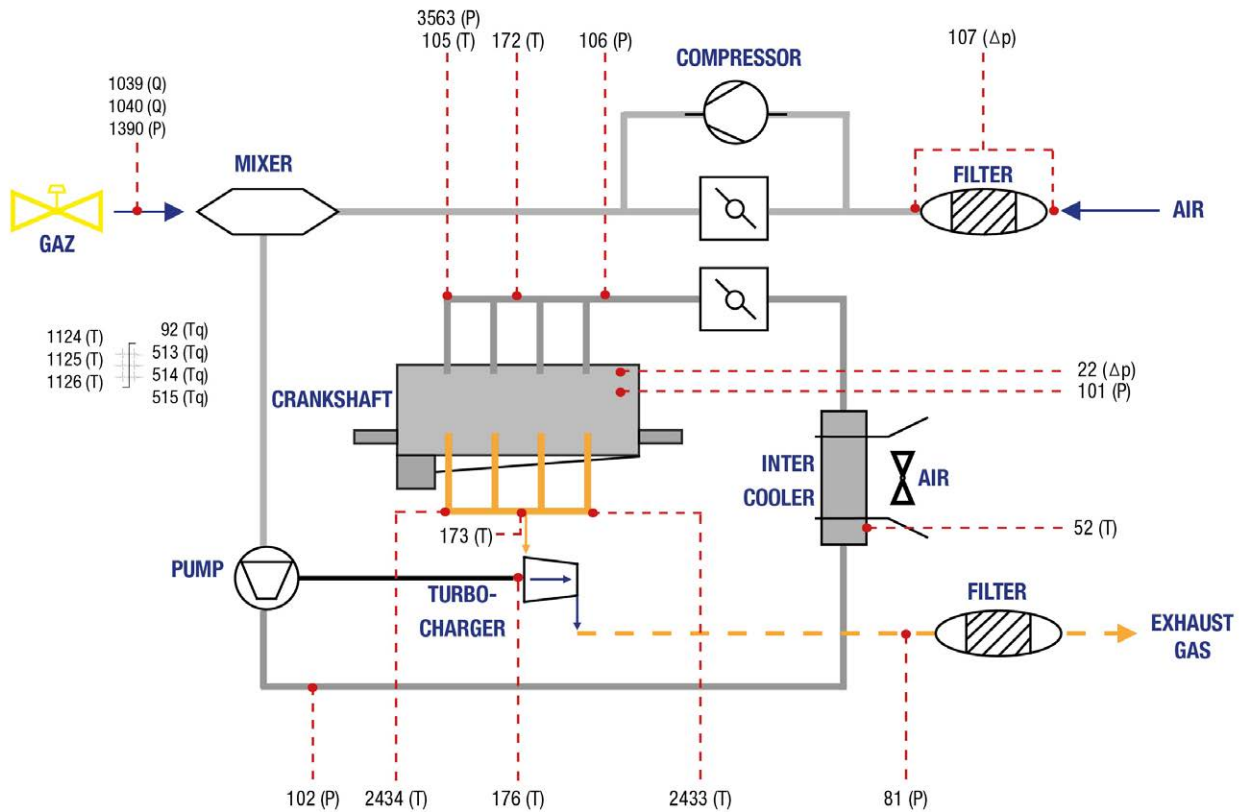 3563 (P)
105 (T)
172 (T)
106 (P)
107 (Δp)
COMPRESSOR
1039 (Q)
1040 (Q)
1390 (P)
MIXER
FILTER
GAZ
AIR
1124 (T)
1125 (T)
1126 (T)
92 (Tq)
513 (Tq)
514 (Tq)
515 (Tq)
CRANKSHAFT
22 (Δp)
101 (P)
INTER
COOLER
AIR
173 (T)
52 (T)
PUMP
TURBO-
CHARGER
FILTER
EXHAUST
GAS
102 (P)
2434 (T)
176 (T)
2433 (T)
81 (P)